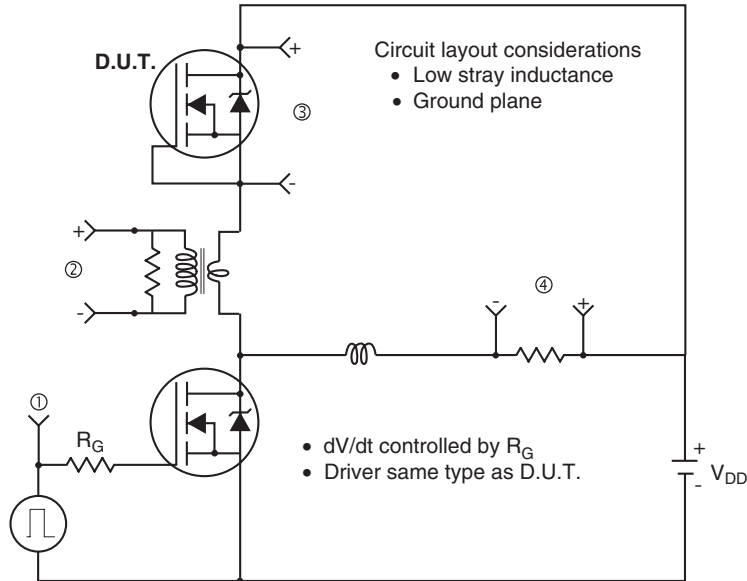 D.U.T.
+
Circuit layout considerations
• Low stray inductance
• Ground plane
③
-
+
②
-
④
-
+
①
R_G
• dV/dt controlled by R_G
• Driver same type as D.U.T.
+
V_DD
-